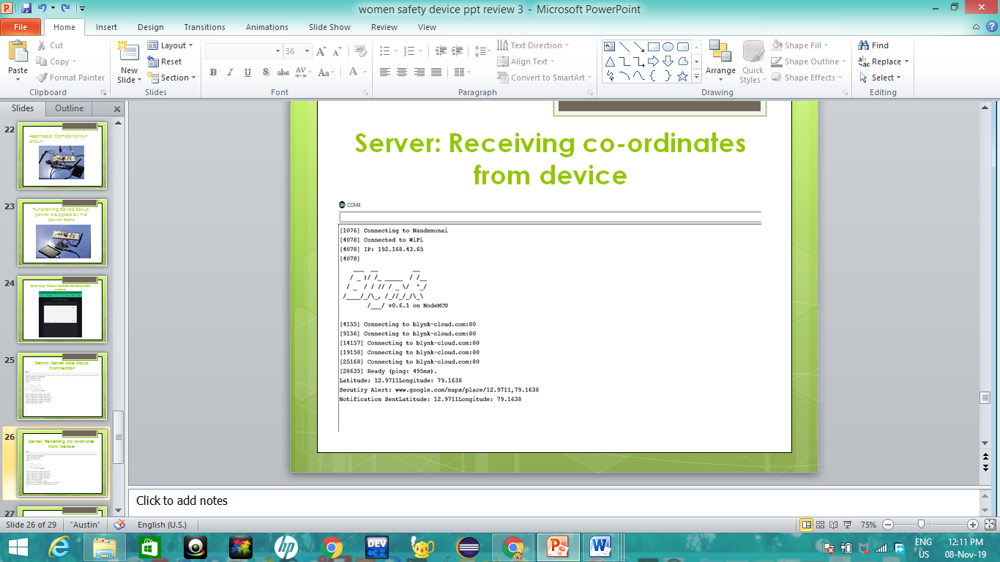 women safety device ppt review 3 - Microsoft PowerPoint
File Home Insert Design Transitions Animations Slide Show Review View
Paste
Cut
Copy
Format Painter
Clipboard
New Slide
Layout
Reset
Section
Slides
36
B I U S abc AV Aa A
Font
Paragraph
Text Direction
Align Text
Convert to SmartArt
Arrange
Quick Styles
Shape Fill
Shape Outline
Shape Effects
Drawing
Find
Replace
Select
Editing
Slides Outline
22
Assembled Components in
circuit
23
Functioning Device Setup:
power is supplied by the
power bank
24
25
Demo: Server side cloud
Connection
26
Server: Receiving co-ordinates
from device
27
Server: Receiving co-ordinates
from device
COM4
[1076] Connecting to Nandemonai
[4078] Connected to WiFi
[4078] IP: 192.168.43.65
[4078]
    ___  __          __
   / _ )/ /_ _____  / /__
  / _  / / // / _ \/  '_/
 /____/_/\_, /_//_/_/\_\
        /___/ v0.6.1 on NodeMCU
[4155] Connecting to blynk-cloud.com:80
[9156] Connecting to blynk-cloud.com:80
[14157] Connecting to blynk-cloud.com:80
[19158] Connecting to blynk-cloud.com:80
[25168] Connecting to blynk-cloud.com:80
[28635] Ready (ping: 495ms).
Latitude: 12.9711Longitude: 79.1638
Secutiry Alert: www.google.com/maps/place/12.9711,79.1638
Notification SentLatitude: 12.9711Longitude: 79.1638
Click to add notes
Slide 26 of 29 "Austin" English (U.S.) 75%
DEV C++
ENG
US
12:11 PM
08-Nov-19